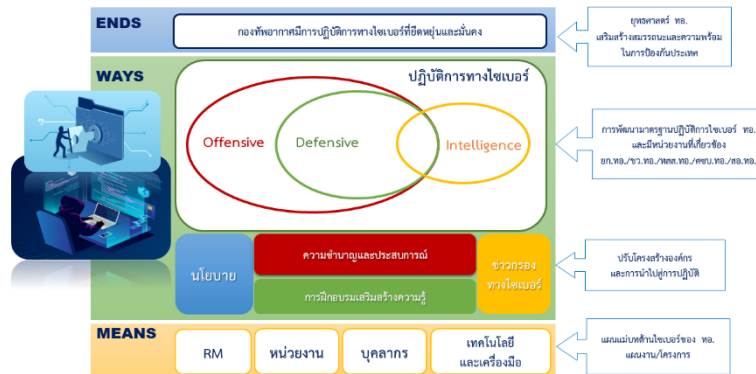 ENDS
กองทัพอากาศมีการปฏิบัติการทางไซเบอร์ที่ยืดหยุ่นและมั่นคง
ยุทธศาสตร์ ทอ.
เสริมสร้างสมรรถนะและความพร้อม
ในการป้องกันประเทศ
WAYS
ปฏิบัติการทางไซเบอร์
Offensive
Defensive
Intelligence
การพัฒนามาตรฐานปฏิบัติการไซเบอร์ ทอ.
และมีหน่วยงานที่เกี่ยวข้อง
ยก.ทอ./ขว.ทอ./ทสส.ทอ./ศซบ.ทอ./สอ.ทอ.
นโยบาย
ความชำนาญและประสบการณ์
การฝึกอบรมเสริมสร้างความรู้
ข่าวกรอง
ทางไซเบอร์
ปรับโครงสร้างองค์กร
และการนำไปสู่การปฏิบัติ
MEANS
RM
หน่วยงาน
บุคลากร
เทคโนโลยี
และเครื่องมือ
แผนแม่บทด้านไซเบอร์ของ ทอ.
แผนงาน/โครงการ